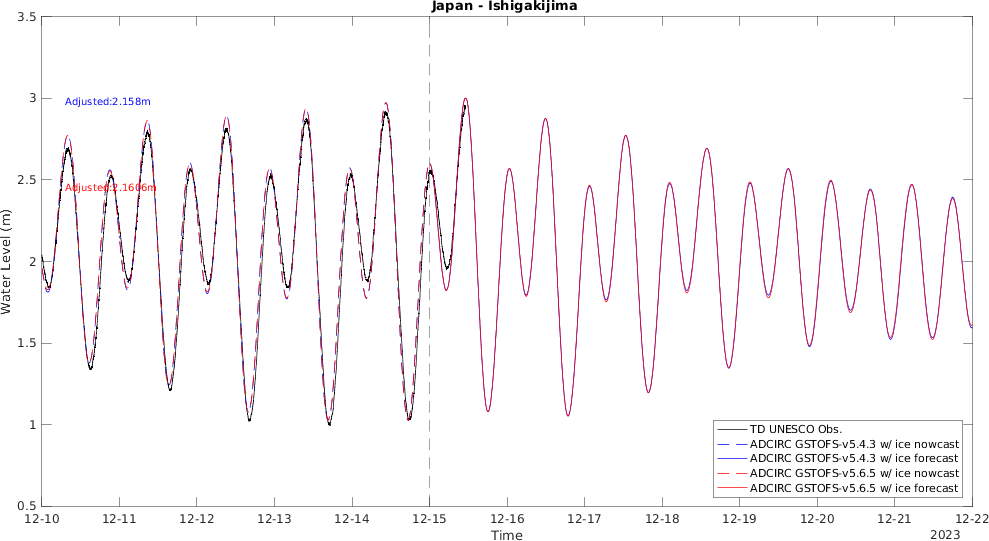 Japan - Ishigakijima
3.5
3
2.5
2
1.5
1
0.5
Water Level (m)
Adjusted:2.158m
Adjusted:2.1606m
TD UNESCO Obs.
ADCIRC GSTOFS-v5.4.3 w/ ice nowcast
ADCIRC GSTOFS-v5.4.3 w/ ice forecast
ADCIRC GSTOFS-v5.6.5 w/ ice nowcast
ADCIRC GSTOFS-v5.6.5 w/ ice forecast
12-10 12-11 12-12 12-13 12-14 12-15 12-16 12-17 12-18 12-19 12-20 12-21 12-22
Time
2023